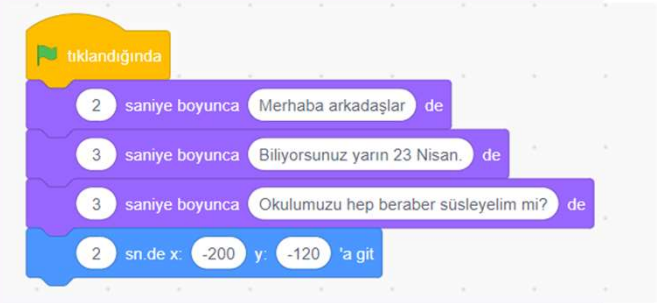 tıklandığında
2 saniye boyunca Merhaba arkadaşlar de
3 saniye boyunca Biliyorsunuz yarın 23 Nisan. de
3 saniye boyunca Okulumuzu hep beraber süsleyelim mi? de
2 sn.de x: -200 y: -120 'a git